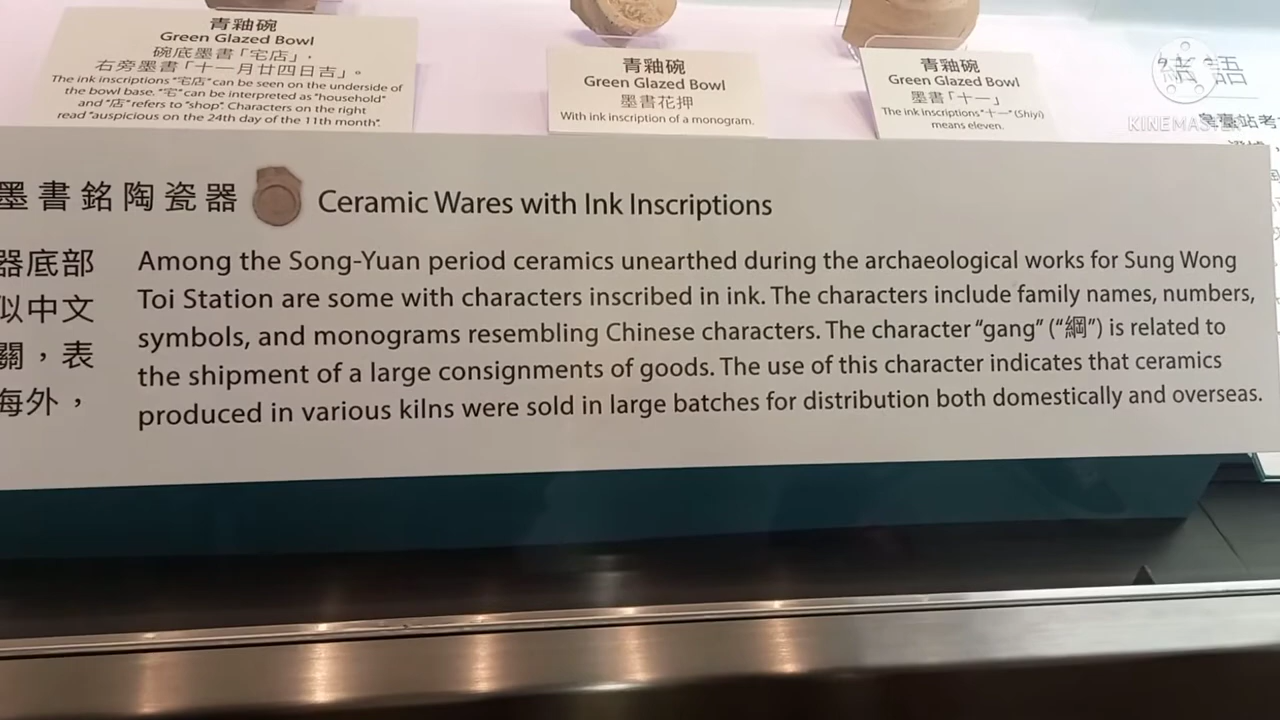 青釉碗
Green Glazed Bowl
碗底墨書「宅店」，
右旁墨書「十一月廿四日吉」。
The ink inscriptions "宅店" can be seen on the underside of
the bowl base. "宅" can be interpreted as "household"
and "店" refers to "shop". Characters on the right
read "auspicious on the 24th day of the 11th month".
青釉碗
Green Glazed Bowl
墨書花押
With ink inscription of a monogram.
青釉碗
Green Glazed Bowl
墨書「十一」
The ink inscriptions "十一" (Shiyi)
means eleven.
結語
KINEMASTER
墨書銘陶瓷器
Ceramic Wares with Ink Inscriptions
器底部
似中文
關，表
海外，
Among the Song-Yuan period ceramics unearthed during the archaeological works for Sung Wong
Toi Station are some with characters inscribed in ink. The characters include family names, numbers,
symbols, and monograms resembling Chinese characters. The character "gang" ("綱") is related to
the shipment of a large consignments of goods. The use of this character indicates that ceramics
produced in various kilns were sold in large batches for distribution both domestically and overseas.